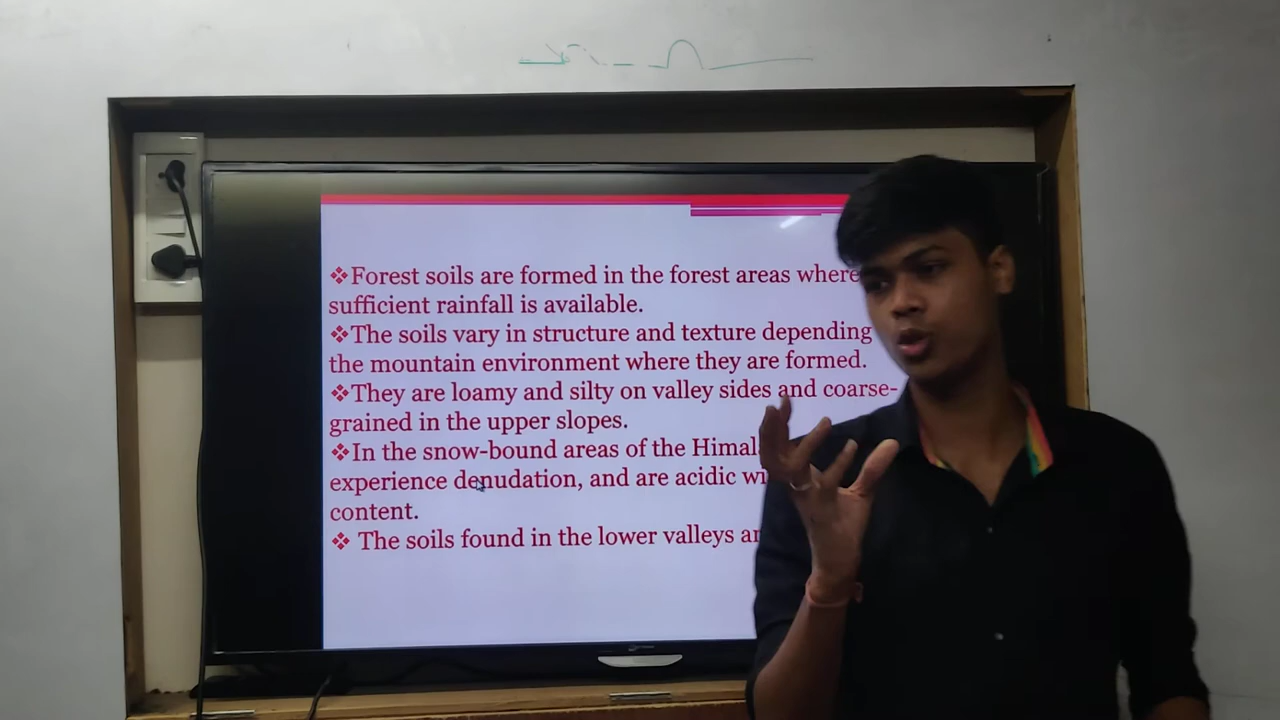 ❖Forest soils are formed in the forest areas where
sufficient rainfall is available.
❖The soils vary in structure and texture depending
the mountain environment where they are formed.
❖They are loamy and silty on valley sides and coarse-
grained in the upper slopes.
❖In the snow-bound areas of the
experience denudation, and are acidic
content.
❖ The soils found in the lower valleys